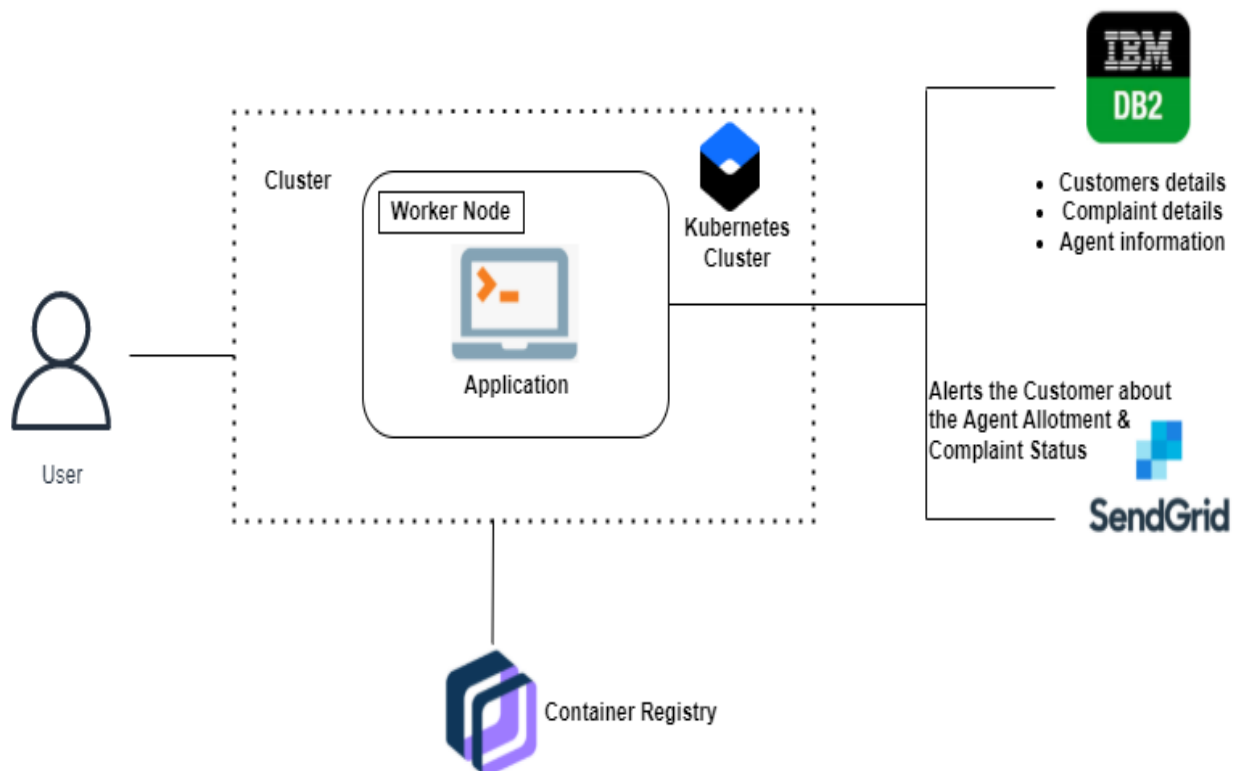 IBM
DB2
Cluster
Worker Node
Kubernetes
Cluster
• Customers details
• Complaint details
• Agent information
Application
Alerts the Customer about
the Agent Allotment &
Complaint Status
User
SendGrid
Container Registry